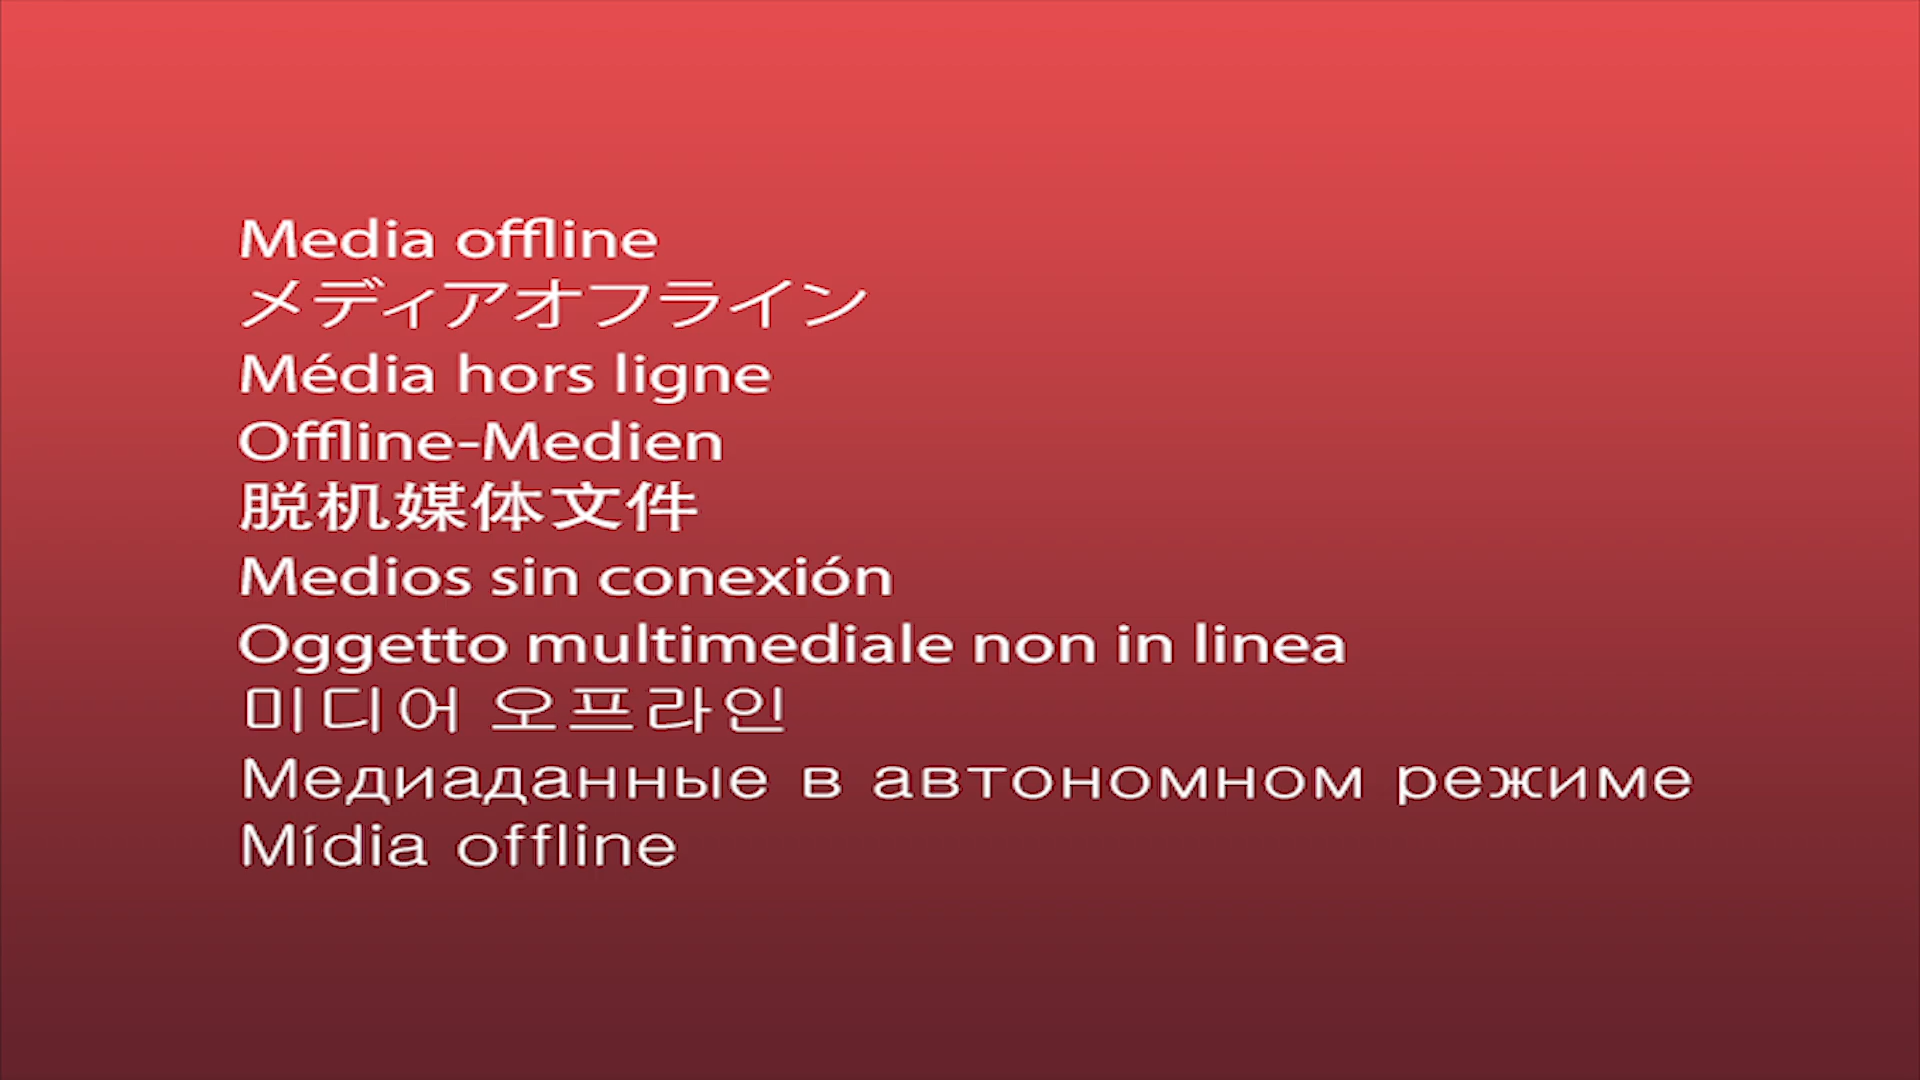 Media offline
メディアオフライン
Média hors ligne
Offline-Medien
脱机媒体文件
Medios sin conexión
Oggetto multimediale non in linea
미디어 오프라인
Медиаданные в автономном режиме
Mídia offline